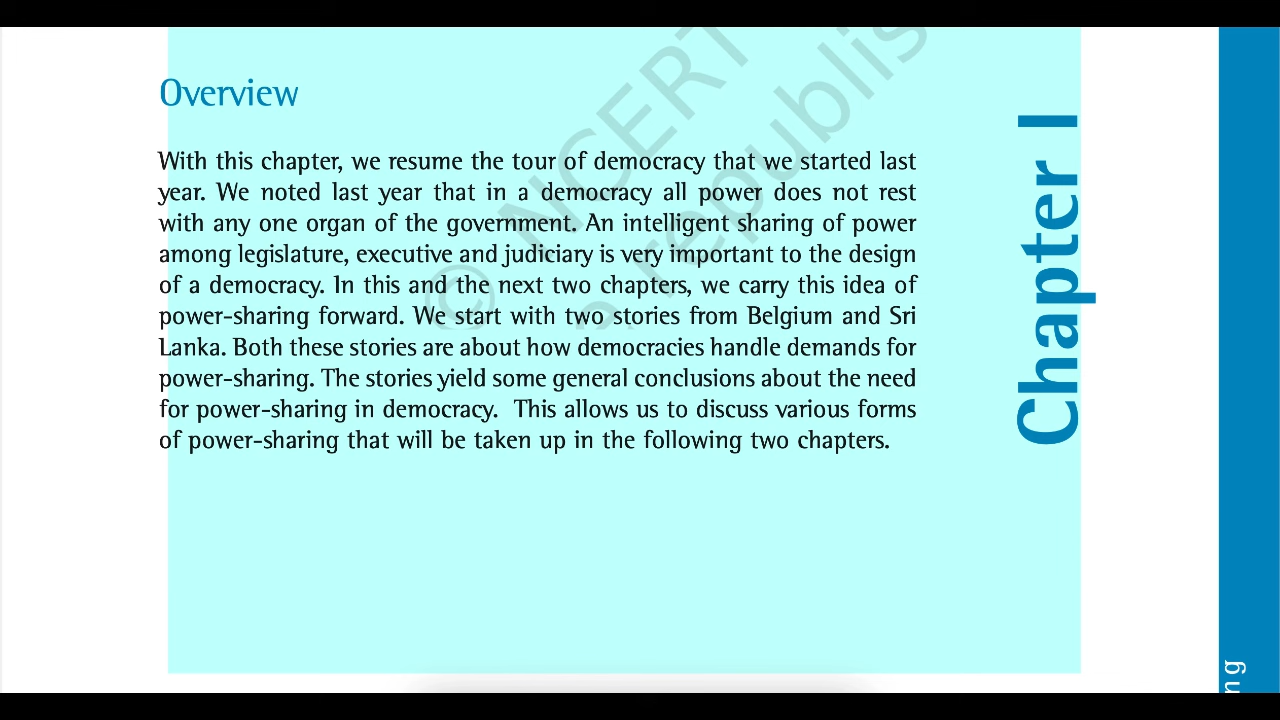 Overview
With this chapter, we resume the tour of democracy that we started last
year. We noted last year that in a democracy all power does not rest
with any one organ of the government. An intelligent sharing of power
among legislature, executive and judiciary is very important to the design
of a democracy. In this and the next two chapters, we carry this idea of
power-sharing forward. We start with two stories from Belgium and Sri
Lanka. Both these stories are about how democracies handle demands for
power-sharing. The stories yield some general conclusions about the need
for power-sharing in democracy.  This allows us to discuss various forms
of power-sharing that will be taken up in the following two chapters.
Chapter I
© NCERT